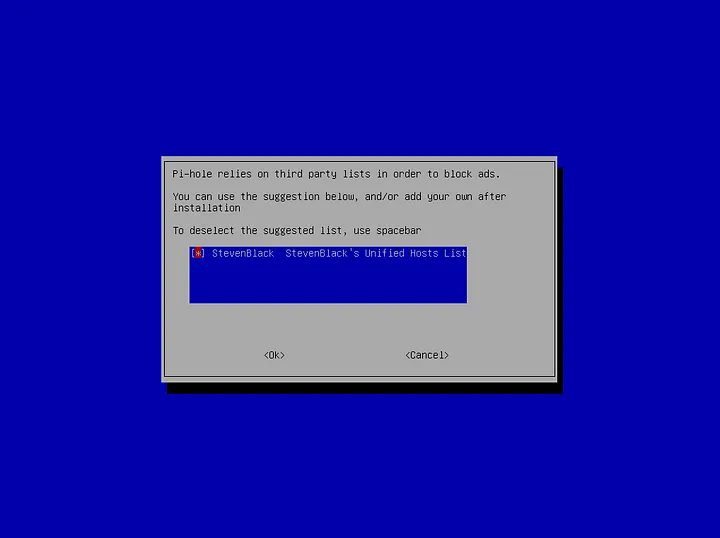 Pi-hole relies on third party lists in order to block ads.
You can use the suggestion below, and/or add your own after
installation
To deselect the suggested list, use spacebar
[*] StevenBlack  StevenBlack's Unified Hosts List
<Ok> <Cancel>